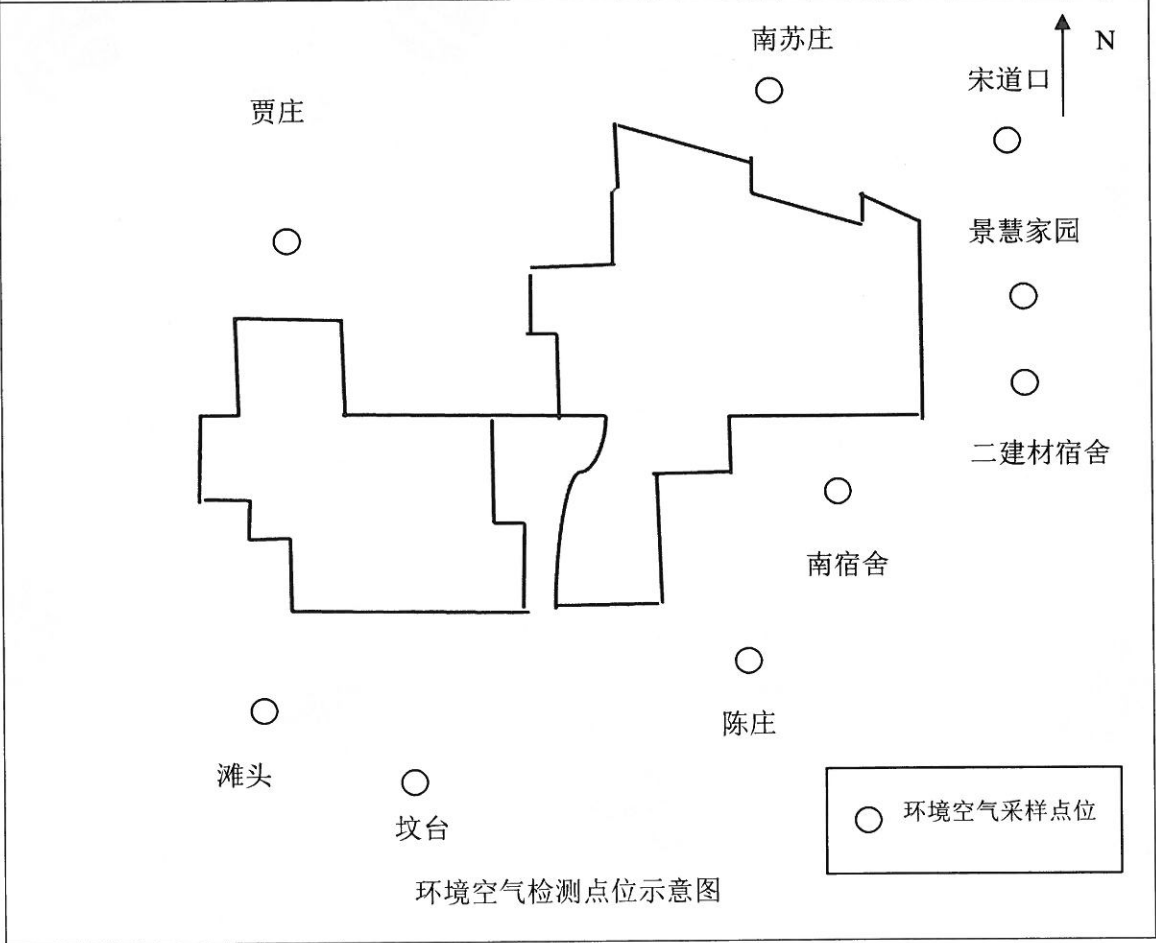 南苏庄
N
宋道口
贾庄
景慧家园
二建材宿舍
南宿舍
陈庄
滩头
坟台
环境空气采样点位
环境空气检测点位示意图